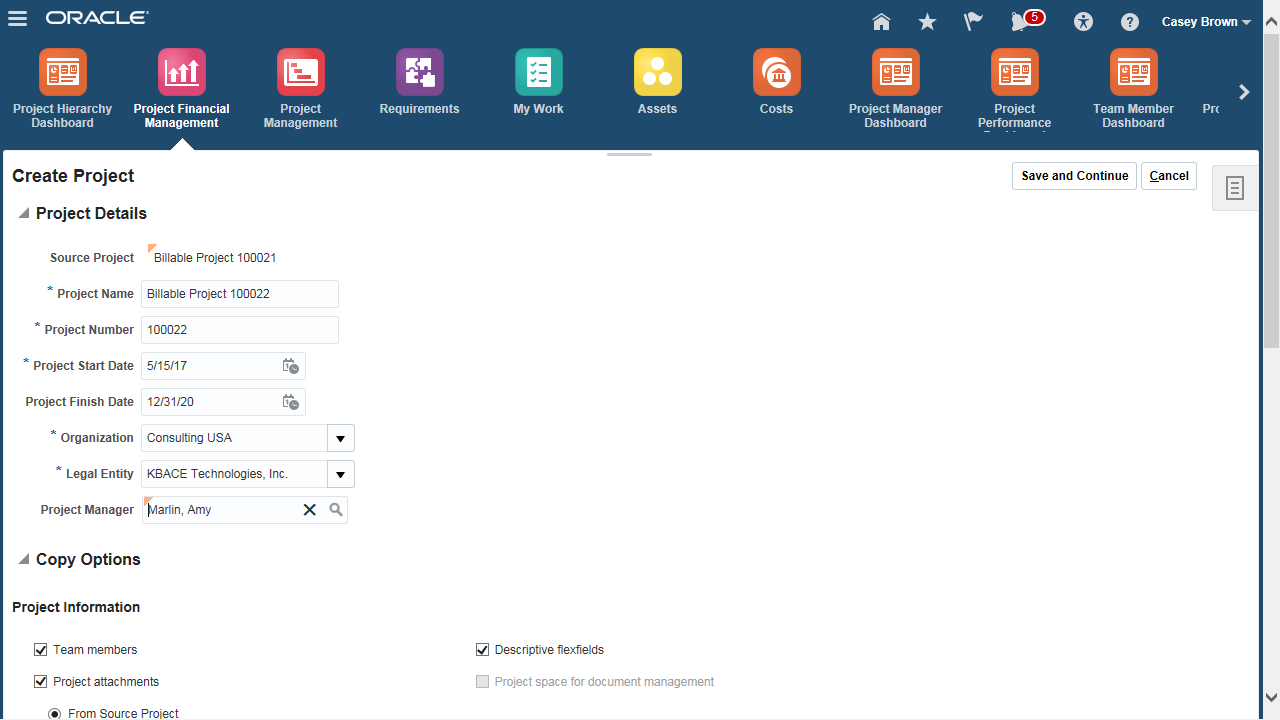 ORACLE
5
Casey Brown
Project Hierarchy
Dashboard
Project Financial
Management
Project
Management
Requirements
My Work
Assets
Costs
Project Manager
Dashboard
Project
Performance
Team Member
Dashboard
Pro
Create Project
Save and Continue
Cancel
Project Details
Source Project Billable Project 100021
* Project Name Billable Project 100022
* Project Number 100022
* Project Start Date 5/15/17
Project Finish Date 12/31/20
* Organization Consulting USA
* Legal Entity KBACE Technologies, Inc.
Project Manager Marlin, Amy
Copy Options
Project Information
Team members
Descriptive flexfields
Project attachments
Project space for document management
From Source Project